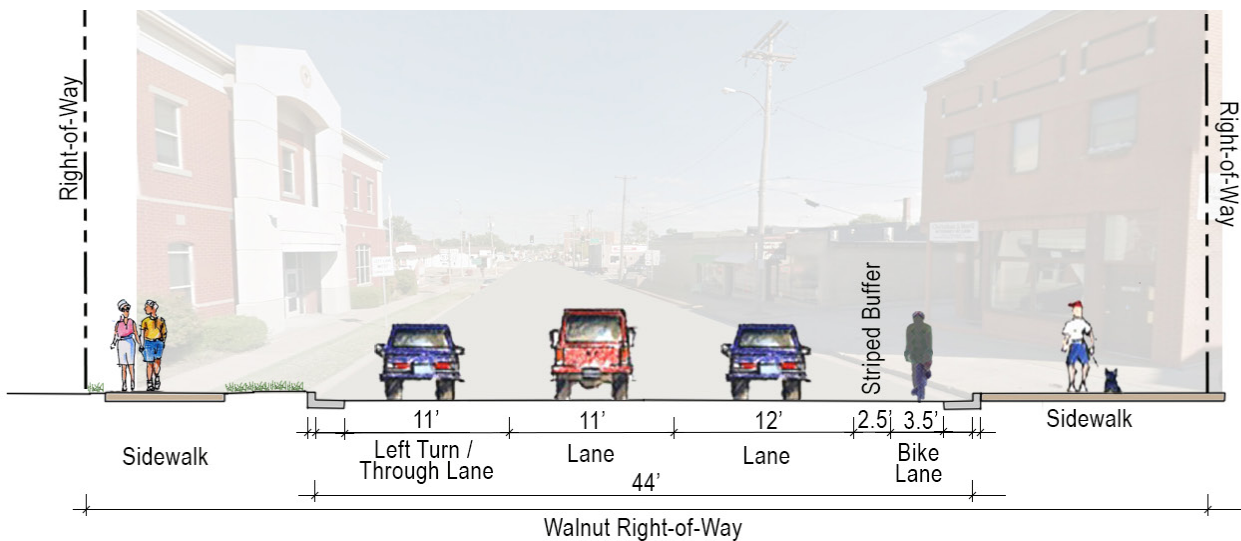 Right-of-Way
Right-of-Way
Striped Buffer
11’
11’
12’
2.5’
3.5’
Sidewalk
Sidewalk
Left Turn /
Through Lane
Lane
Lane
Bike
Lane
44’
Walnut Right-of-Way